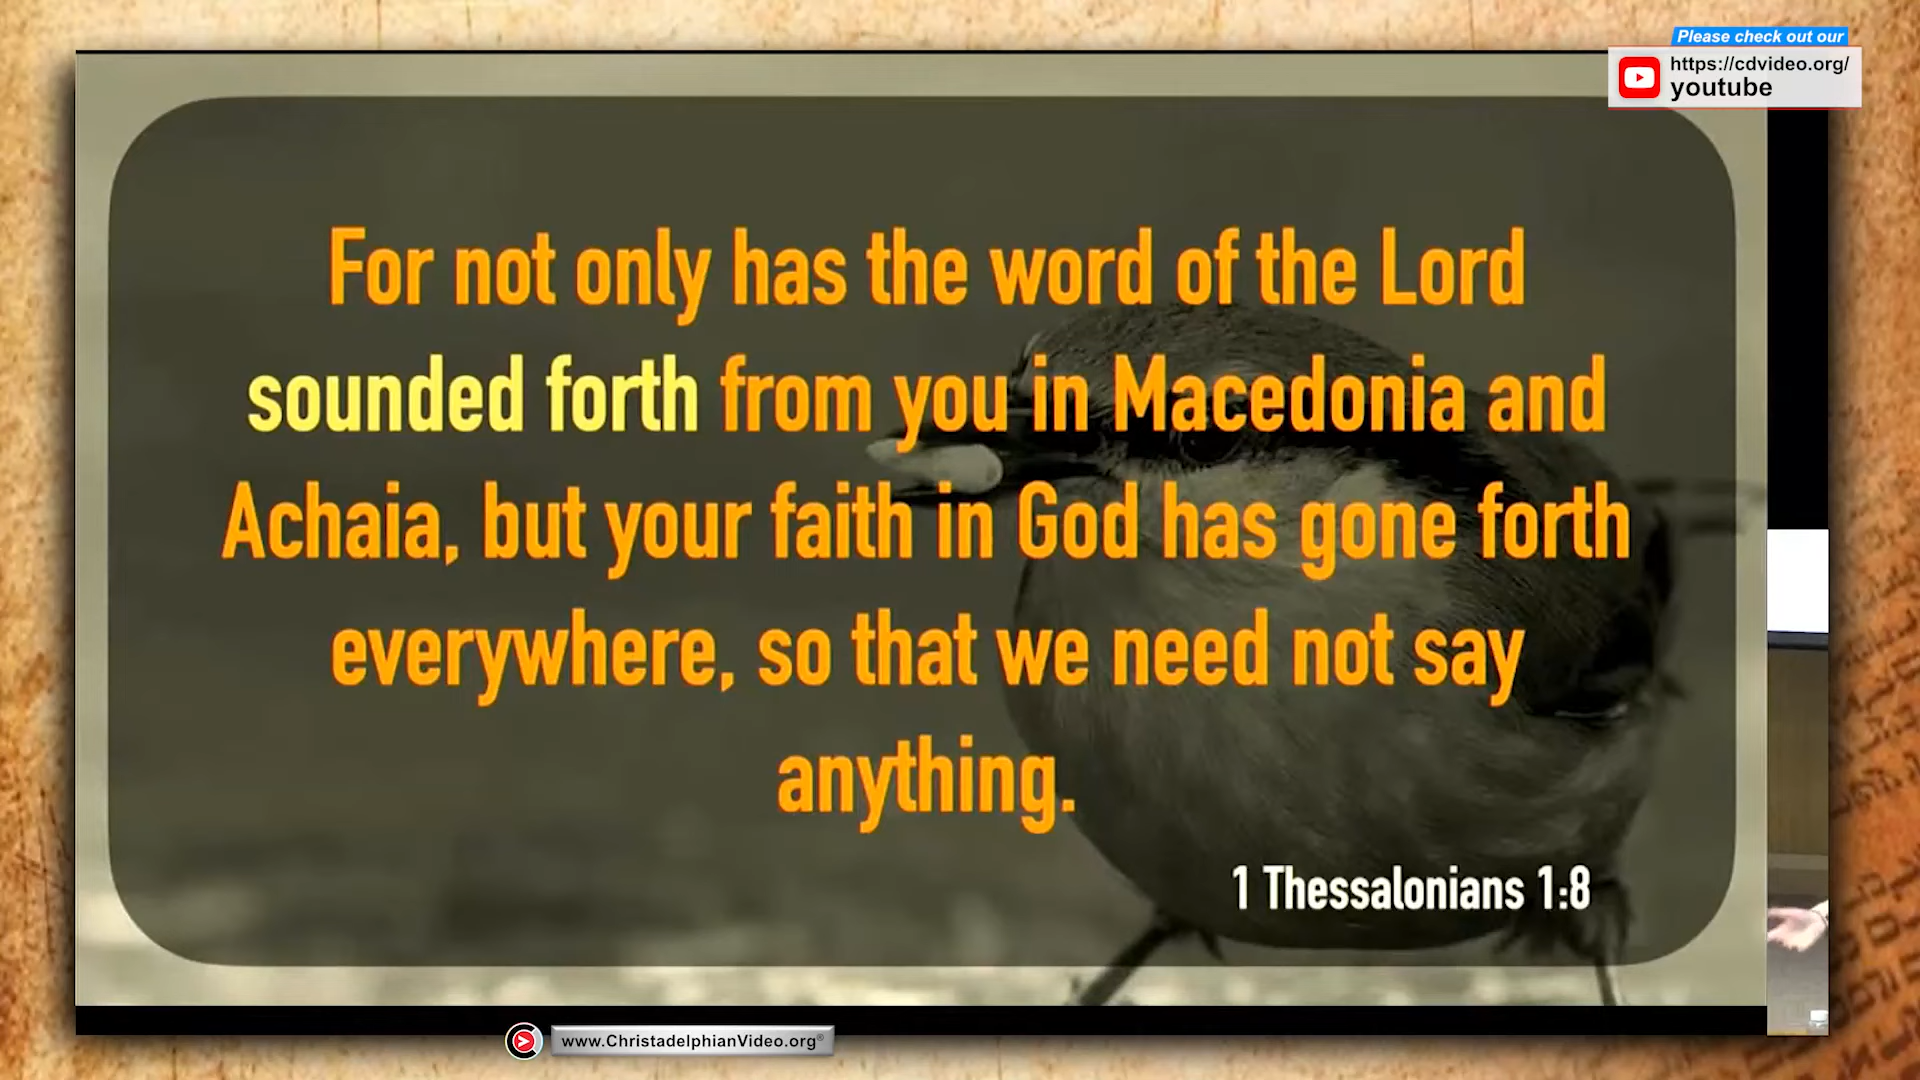 Please check out our
https://cdvideo.org/
youtube
For not only has the word of the Lord
sounded forth from you in Macedonia and
Achaia, but your faith in God has gone forth
everywhere, so that we need not say
anything.
1 Thessalonians 1:8
www.ChristadelphianVideo.org®